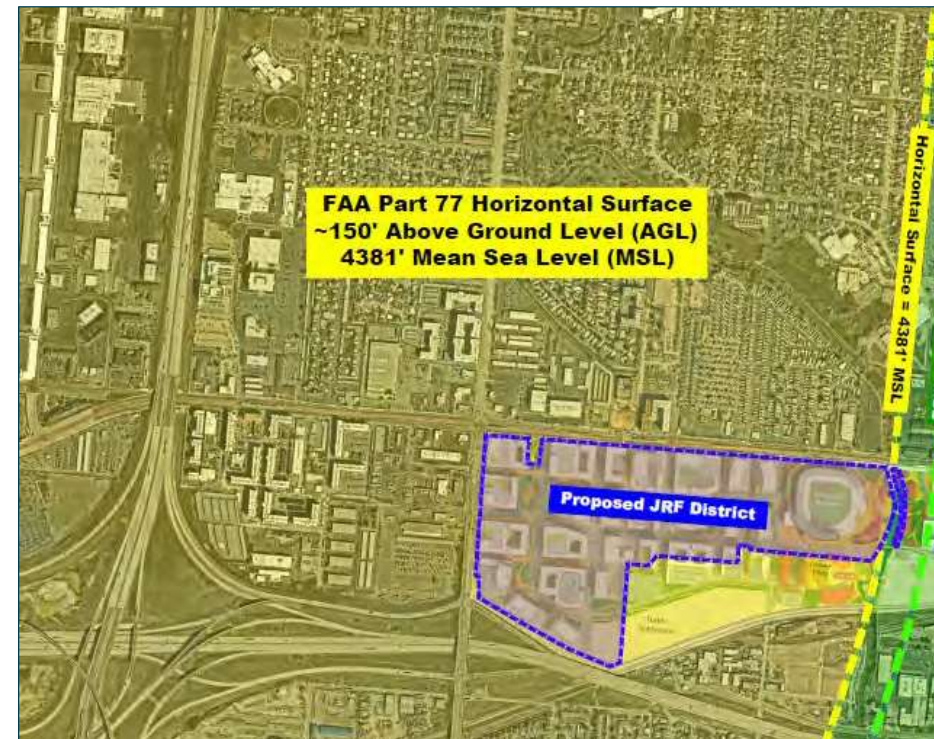 FAA Part 77 Horizontal Surface
~150' Above Ground Level (AGL)
4381' Mean Sea Level (MSL)
Horizontal Surface = 4381' MSL
Proposed JRF District